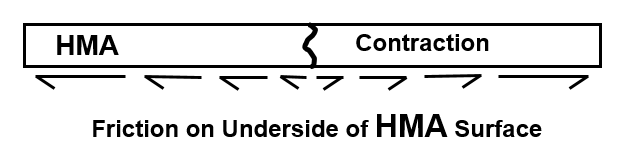 HMA Contraction
Friction on Underside of HMA Surface